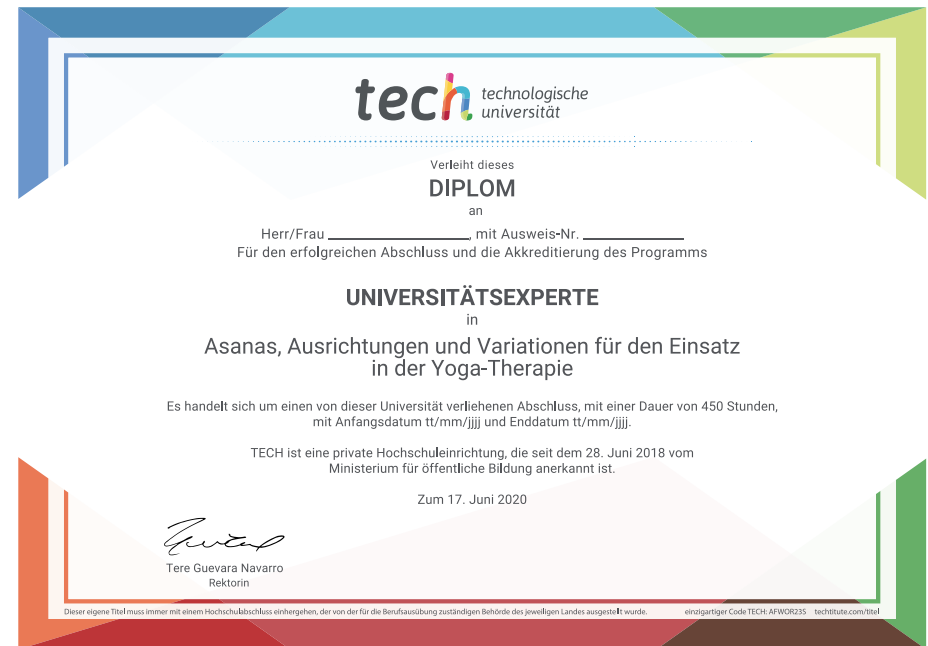 tech technologische
universität
Verleiht dieses
DIPLOM
an
Herr/Frau ____________________, mit Ausweis-Nr. ______________
Für den erfolgreichen Abschluss und die Akkreditierung des Programms
UNIVERSITÄTSEXPERTE
in
Asanas, Ausrichtungen und Variationen für den Einsatz
in der Yoga-Therapie
Es handelt sich um einen von dieser Universität verliehenen Abschluss, mit einer Dauer von 450 Stunden,
mit Anfangsdatum tt/mm/jjjj und Enddatum tt/mm/jjjj.
TECH ist eine private Hochschuleinrichtung, die seit dem 28. Juni 2018 vom
Ministerium für öffentliche Bildung anerkannt ist.
Zum 17. Juni 2020
Tere Guevara Navarro
Rektorin
Dieser eigene Titel muss immer mit einem Hochschulabschluss einhergehen, der von der für die Berufsausübung zuständigen Behörde des jeweiligen Landes ausgestellt wurde. einzigartiger Code TECH: AFWOR23S techtitute.com/titel